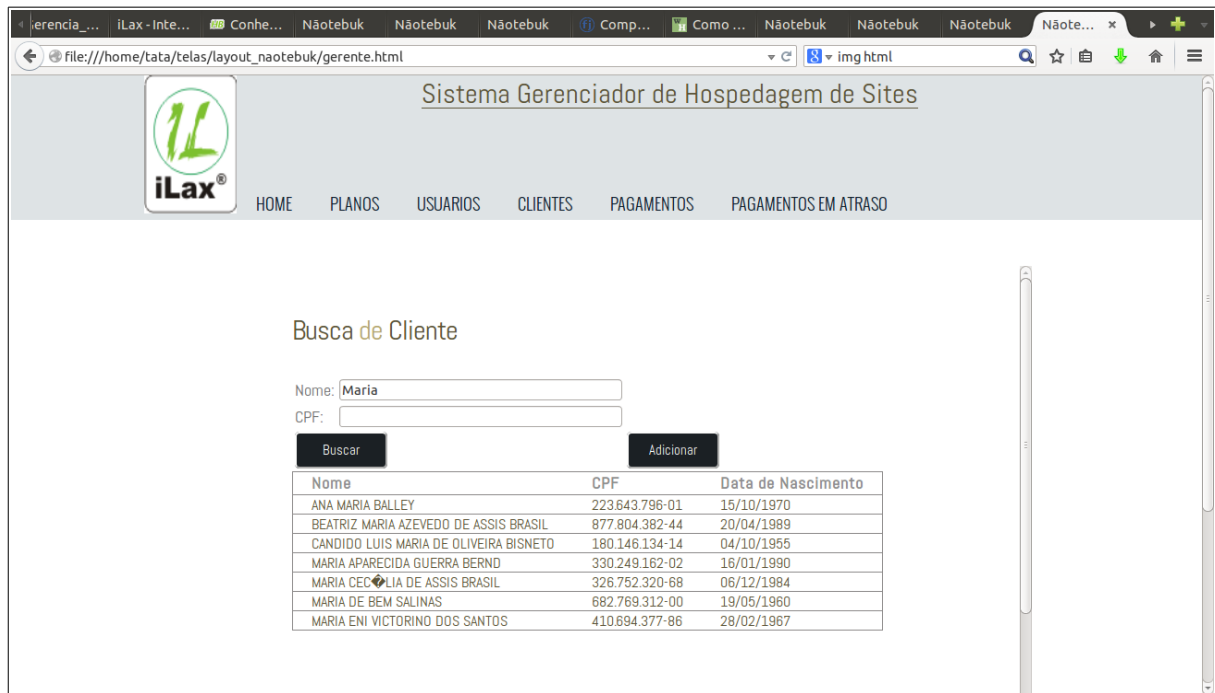 erencia_... iLax - Inte... Conhe... Nãotebuk Nãotebuk Nãotebuk Comp... Como ... Nãotebuk Nãotebuk Nãotebuk Nãote...
file:///home/tata/telas/layout_naotebuk/gerente.html img html
Sistema Gerenciador de Hospedagem de Sites
iL
iLax®
HOME PLANOS USUARIOS CLIENTES PAGAMENTOS PAGAMENTOS EM ATRASO
Busca de Cliente
Nome: Maria
CPF:
Buscar Adicionar
Nome CPF Data de Nascimento
ANA MARIA BALLEY 223.643.796-01 15/10/1970
BEATRIZ MARIA AZEVEDO DE ASSIS BRASIL 877.804.382-44 20/04/1989
CANDIDO LUIS MARIA DE OLIVEIRA BISNETO 180.146.134-14 04/10/1955
MARIA APARECIDA GUERRA BERND 330.249.162-02 16/01/1990
MARIA CEC�LIA DE ASSIS BRASIL 326.752.320-68 06/12/1984
MARIA DE BEM SALINAS 682.769.312-00 19/05/1960
MARIA ENI VICTORINO DOS SANTOS 410.694.377-86 28/02/1967